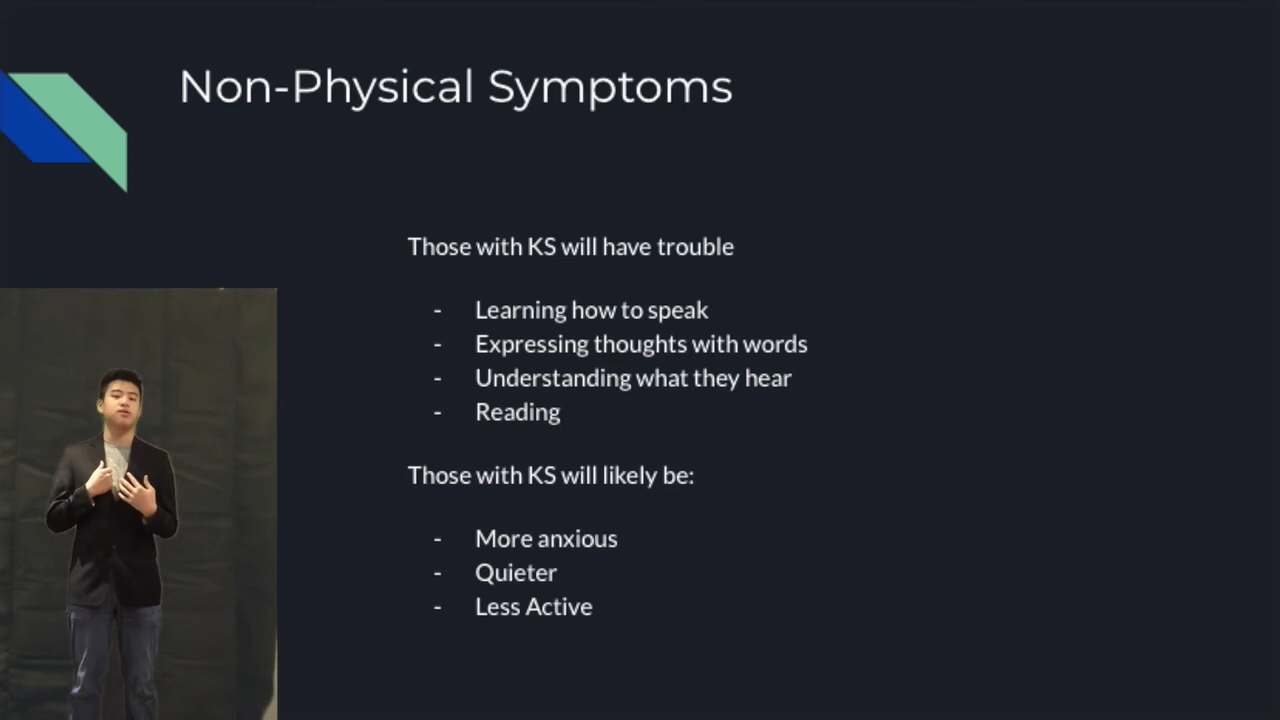 Non-Physical Symptoms
Those with KS will have trouble
- Learning how to speak
- Expressing thoughts with words
- Understanding what they hear
- Reading
Those with KS will likely be:
- More anxious
- Quieter
- Less Active